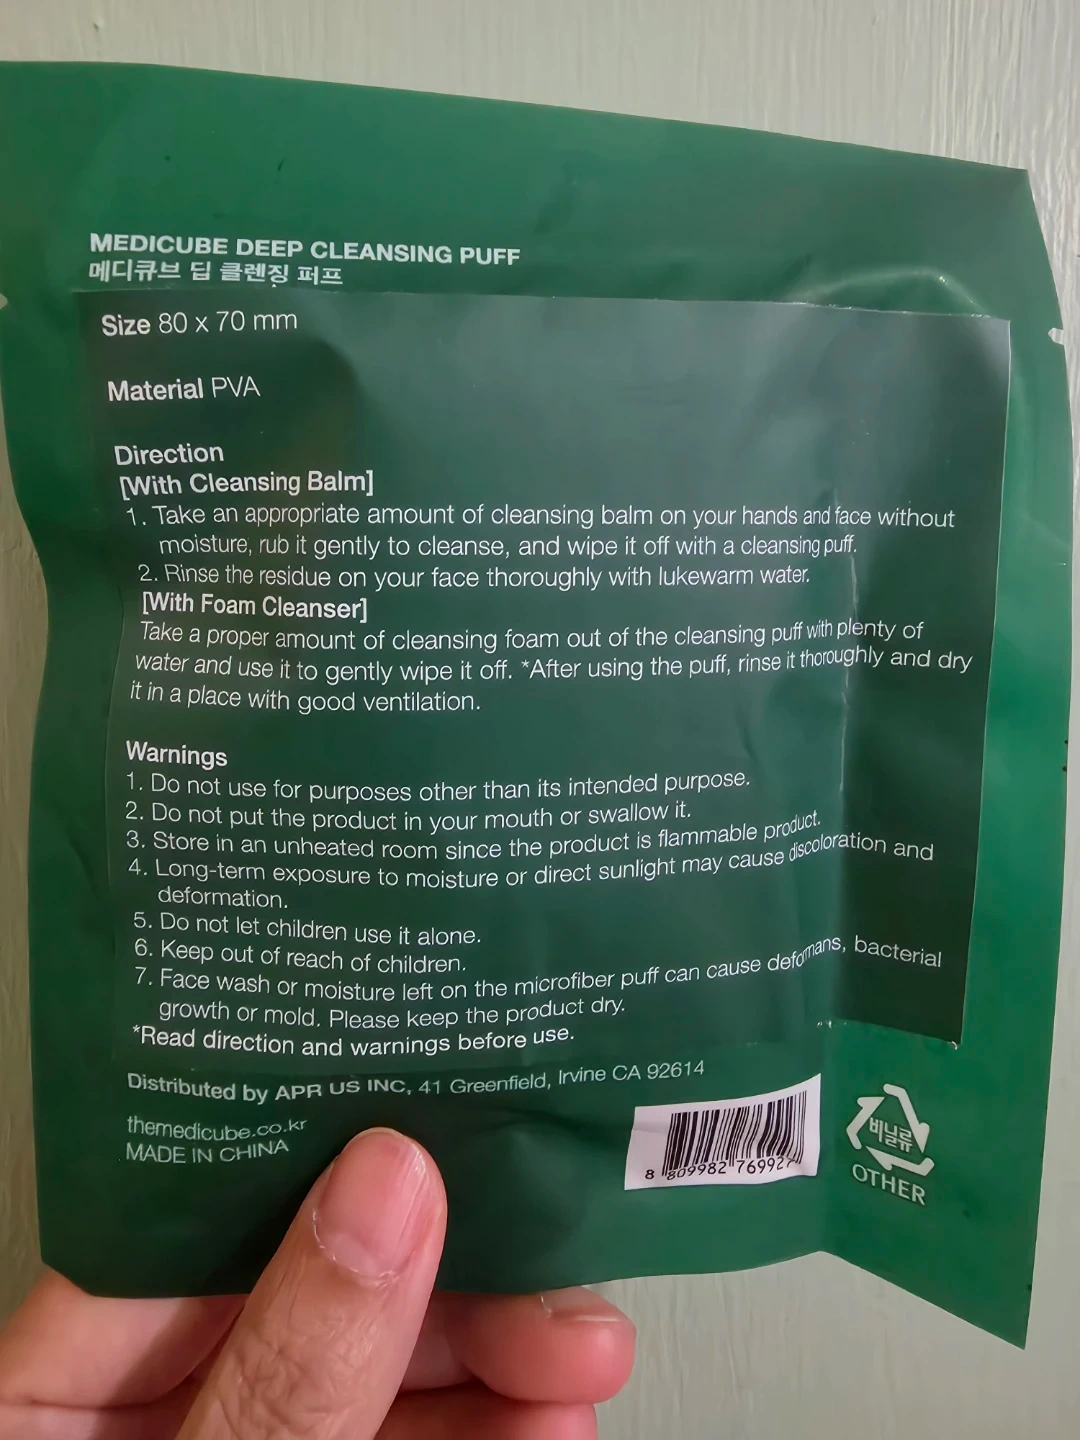 MEDICUBE DEEP CLEANSING PUFF
메디큐브 딥 클렌징 퍼프
Size 80 x 70 mm
Material PVA
Direction
[With Cleansing Balm]
1. Take an appropriate amount of cleansing balm on your hands and face without
moisture, rub it gently to cleanse, and wipe it off with a cleansing puff.
2. Rinse the residue on your face thoroughly with lukewarm water.
[With Foam Cleanser]
Take a proper amount of cleansing foam out of the cleansing puff with plenty of
water and use it to gently wipe it off. *After using the puff, rinse it thoroughly and dry
it in a place with good ventilation.
Warnings
1. Do not use for purposes other than its intended purpose.
2. Do not put the product in your mouth or swallow it.
3. Store in an unheated room since the product is flammable product.
4. Long-term exposure to moisture or direct sunlight may cause discoloration and
deformation.
5. Do not let children use it alone.
6. Keep out of reach of children.
7. Face wash or moisture left on the microfiber puff can cause deformans, bacterial
growth or mold. Please keep the product dry.
*Read direction and warnings before use.
Distributed by APR US INC, 41 Greenfield, Irvine CA 92614
themedicube.co.kr
MADE IN CHINA
8 809982 769927
비닐류
OTHER